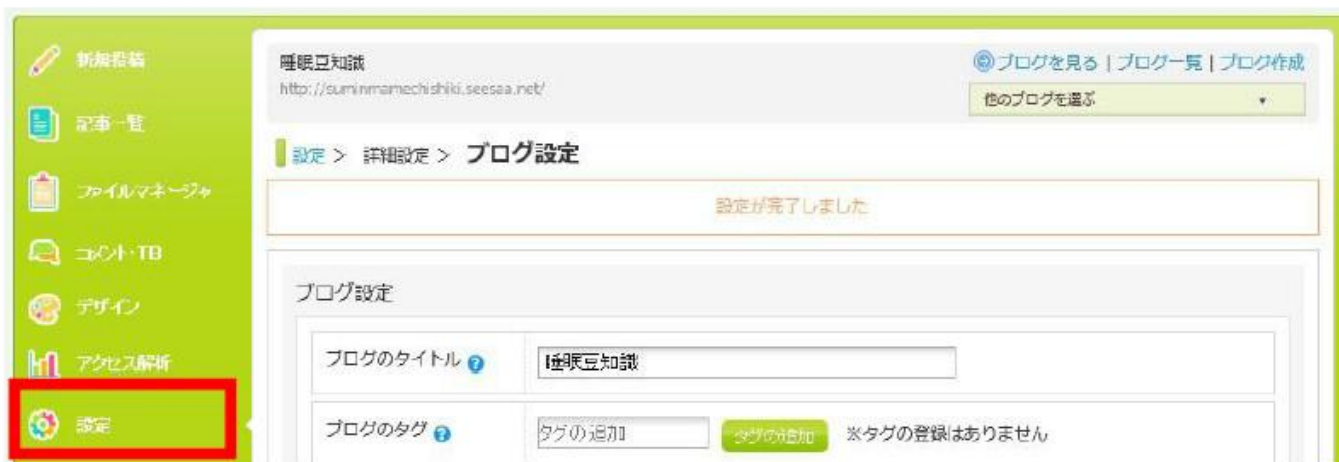 新規投稿
記事一覧
ファイルマネージャ
コメント・TB
デザイン
アクセス解析
設定
睡眠豆知識
http://suminmamechishiki.seesaa.net/
ブログを見る | ブログ一覧 | ブログ作成
他のブログを選ぶ
設定 > 詳細設定 > ブログ設定
設定が完了しました
ブログ設定
ブログのタイトル
睡眠豆知識
ブログのタグ
タグの追加
タグの追加
※タグの登録はありません